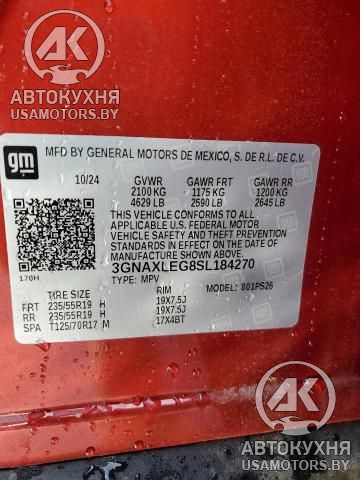 АК
АВТОКУХНЯ
USAMOTORS.BY
gm
MFD BY GENERAL MOTORS DE MEXICO, S. DE R.L. DE C.V.
10/24 GVWR GAWR FRT GAWR RR
2100 KG 1175 KG 1200 KG
4629 LB 2590 LB 2645 LB
THIS VEHICLE CONFORMS TO ALL
APPLICABLE U.S. FEDERAL MOTOR
VEHICLE SAFETY AND THEFT PREVENTION
STANDARDS IN EFFECT ON THE DATE OF
MANUFACTURE SHOWN ABOVE.
3GNAXLEG8SL184270
170H TYPE: MPV MODEL: 801PS26
TIRE SIZE RIM
FRT 235/55R19 H 19X7.5J
RR 235/55R19 H 19X7.5J
SPA T125/70R17 M 17X4BT
АК
АВТОКУХНЯ
USAMOTORS.BY